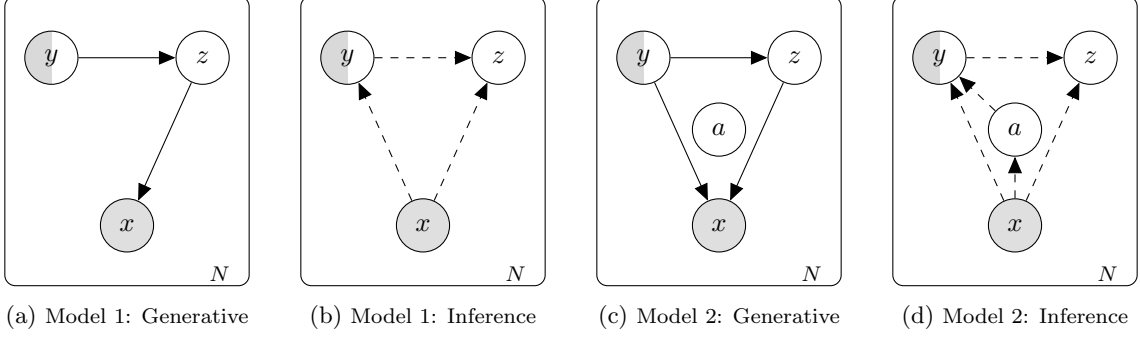 y z x N
y z x N
y z a x N
y z a x N
(a) Model 1: Generative
(b) Model 1: Inference
(c) Model 2: Generative
(d) Model 2: Inference